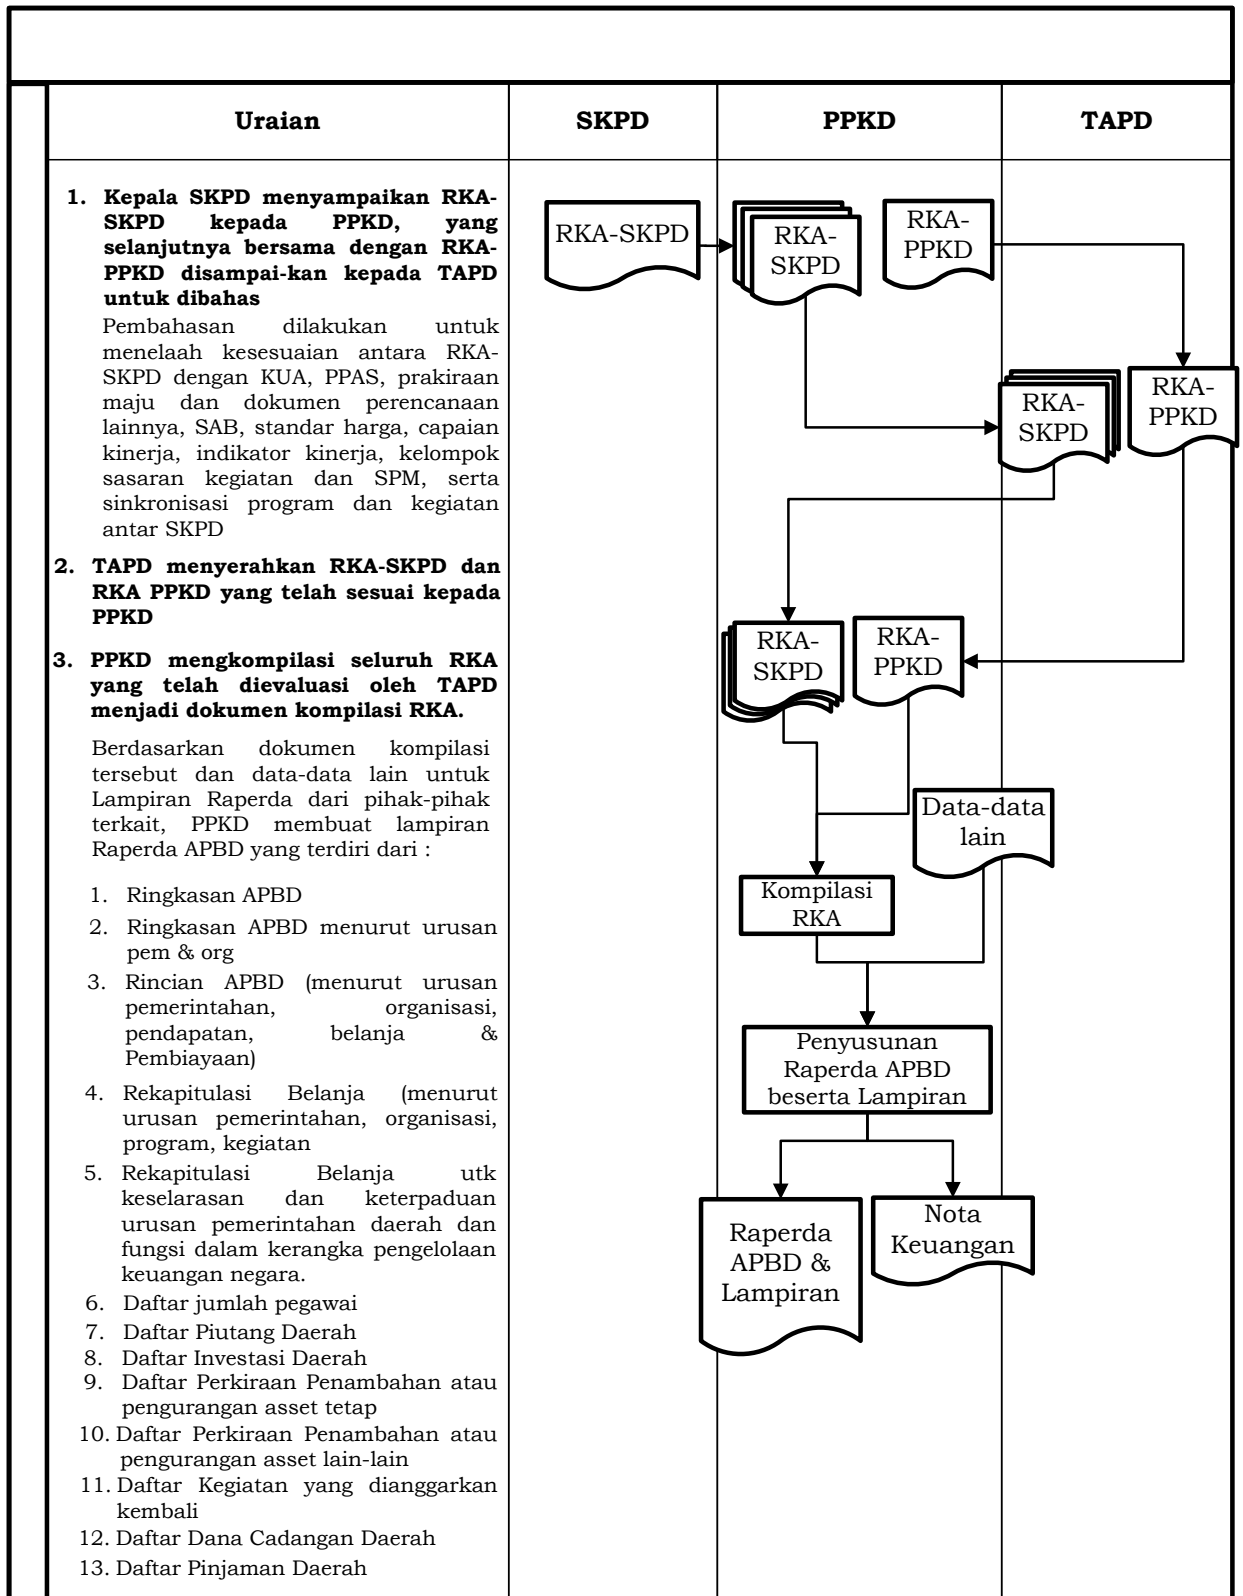 Uraian
SKPD
PPKD
TAPD
1. Kepala SKPD menyampaikan RKA-
SKPD kepada PPKD, yang
selanjutnya bersama dengan RKA-
PPKD disampai-kan kepada TAPD
untuk dibahas
Pembahasan dilakukan untuk
menelaah kesesuaian antara RKA-
SKPD dengan KUA, PPAS, prakiraan
maju dan dokumen perencanaan
lainnya, SAB, standar harga, capaian
kinerja, indikator kinerja, kelompok
sasaran kegiatan dan SPM, serta
sinkronisasi program dan kegiatan
antar SKPD
2. TAPD menyerahkan RKA-SKPD dan
RKA PPKD yang telah sesuai kepada
PPKD
3. PPKD mengkompilasi seluruh RKA
yang telah dievaluasi oleh TAPD
menjadi dokumen kompilasi RKA.
Berdasarkan dokumen kompilasi
tersebut dan data-data lain untuk
Lampiran Raperda dari pihak-pihak
terkait, PPKD membuat lampiran
Raperda APBD yang terdiri dari :
1. Ringkasan APBD
2. Ringkasan APBD menurut urusan
pem & org
3. Rincian APBD (menurut urusan
pemerintahan, organisasi,
pendapatan, belanja &
Pembiayaan)
4. Rekapitulasi Belanja (menurut
urusan pemerintahan, organisasi,
program, kegiatan
5. Rekapitulasi Belanja utk
keselarasan dan keterpaduan
urusan pemerintahan daerah dan
fungsi dalam kerangka pengelolaan
keuangan negara.
6. Daftar jumlah pegawai
7. Daftar Piutang Daerah
8. Daftar Investasi Daerah
9. Daftar Perkiraan Penambahan atau
pengurangan asset tetap
10. Daftar Perkiraan Penambahan atau
pengurangan asset lain-lain
11. Daftar Kegiatan yang dianggarkan
kembali
12. Daftar Dana Cadangan Daerah
13. Daftar Pinjaman Daerah
RKA-SKPD
RKA-
SKPD
RKA-
PPKD
RKA-
SKPD
RKA-
PPKD
RKA-
SKPD
RKA-
PPKD
Data-data
lain
Kompilasi
RKA
Penyusunan
Raperda APBD
beserta Lampiran
Raperda
APBD &
Lampiran
Nota
Keuangan